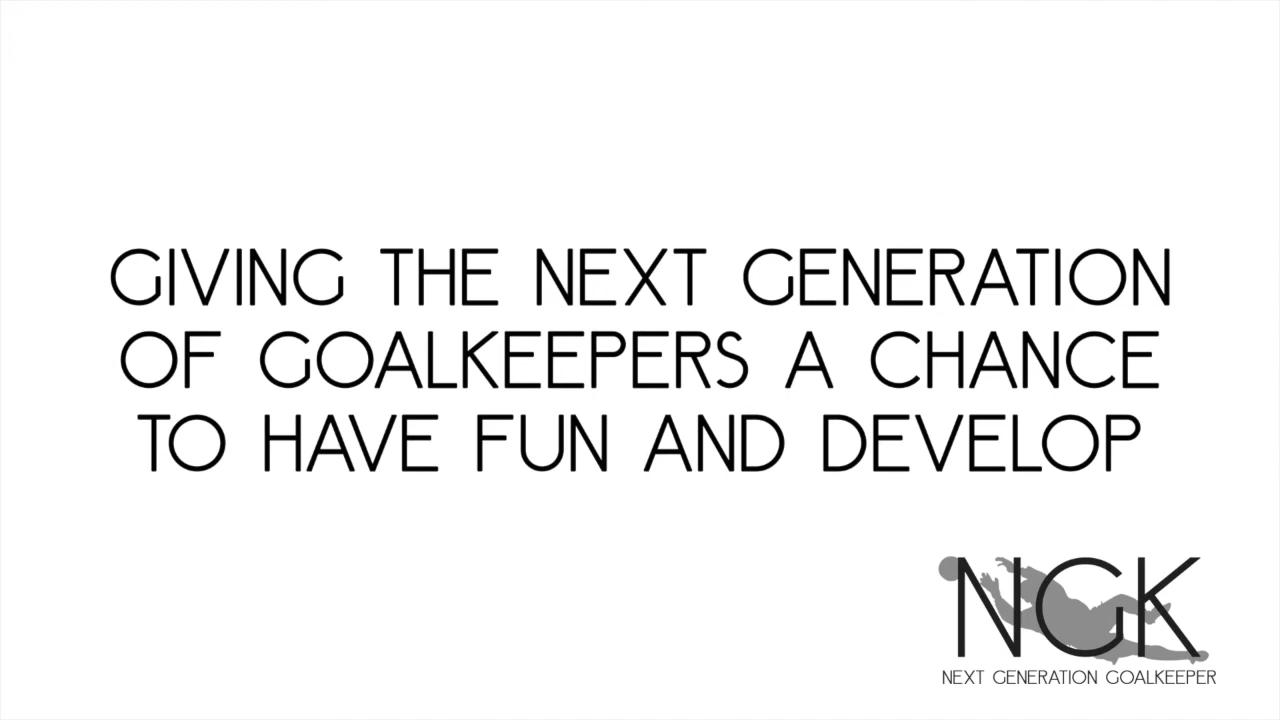 GIVING THE NEXT GENERATION
OF GOALKEEPERS A CHANCE
TO HAVE FUN AND DEVELOP
NGK
NEXT GENERATION GOALKEEPER